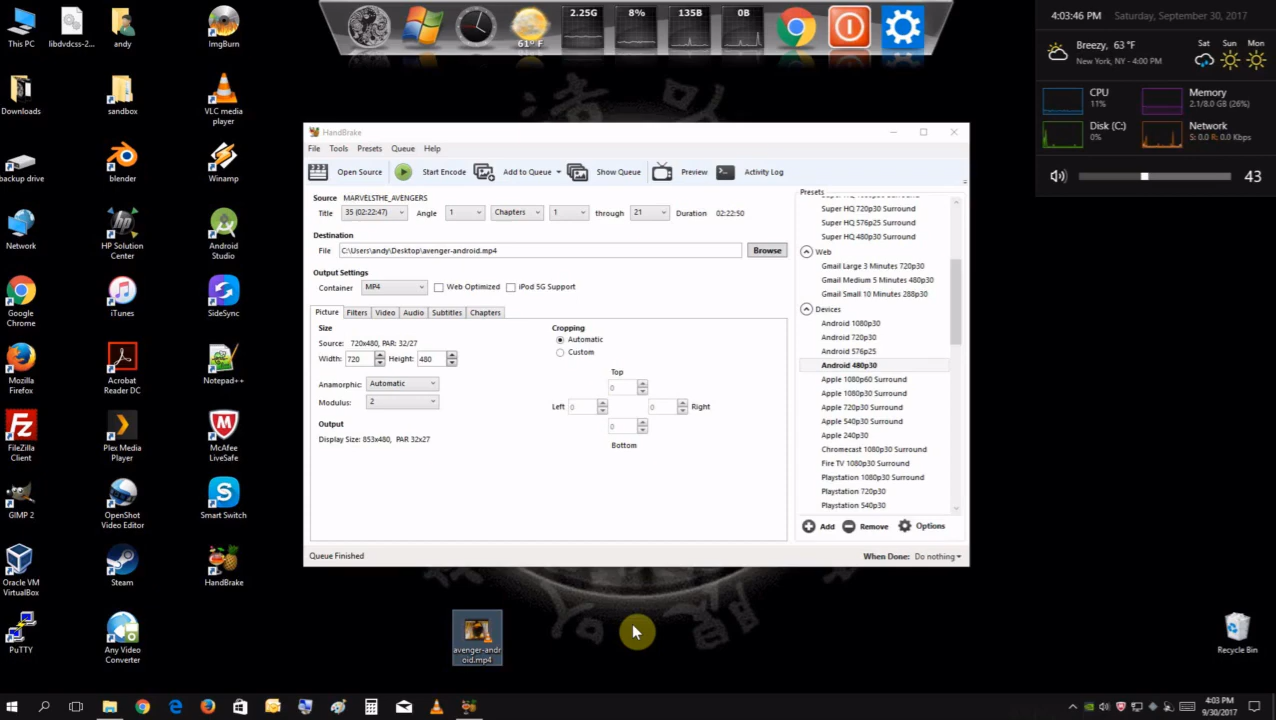 This PC
libdvdcss-2...
andy
ImgBurn
Downloads
sandbox
VLC media
player
backup drive
blender
Winamp
Network
HP Solution
Center
Android
Studio
Google
Chrome
iTunes
SideSync
Mozilla
Firefox
Acrobat
Reader DC
Notepad++
FileZilla
Client
Plex Media
Player
McAfee
LiveSafe
GIMP 2
OpenShot
Video Editor
Smart Switch
Oracle VM
VirtualBox
Steam
HandBrake
PuTTY
Any Video
Converter
61° F
2.25G
8%
135B
0B
4:03:46 PM Saturday, September 30, 2017
Breezy, 63 °F
New York, NY - 4:00 PM
Sat Sun Mon
CPU
11%
Memory
2.1/8.0 GB (26%)
Disk (C)
0%
Network
S: 0.0 R: 0.0 Kbps
43
HandBrake
File Tools Presets Queue Help
Open Source Start Encode Add to Queue Show Queue Preview Activity Log
Source MARVELSTHE_AVENGERS
Title 35 (02:22:47) Angle 1 Chapters 1 through 21 Duration 02:22:50
Destination
File C:\Users\andy\Desktop\avenger-android.mp4 Browse
Output Settings
Container MP4 Web Optimized iPod 5G Support
Picture Filters Video Audio Subtitles Chapters
Size
Source: 720x480, PAR: 32/27
Width: 720 Height: 480
Anamorphic: Automatic
Modulus: 2
Output
Display Size: 853x480, PAR 32x27
Cropping
Automatic
Custom
Top
0
Left 0 0 Right
0
Bottom
Presets
Super HQ 720p30 Surround
Super HQ 576p25 Surround
Super HQ 480p30 Surround
Web
Gmail Large 3 Minutes 720p30
Gmail Medium 5 Minutes 480p30
Gmail Small 10 Minutes 288p30
Devices
Android 1080p30
Android 720p30
Android 576p25
Android 480p30
Apple 1080p60 Surround
Apple 1080p30 Surround
Apple 720p30 Surround
Apple 540p30 Surround
Apple 240p30
Chromecast 1080p30 Surround
Fire TV 1080p30 Surround
Playstation 1080p30 Surround
Playstation 720p30
Playstation 540p30
Add Remove Options
Queue Finished
When Done: Do nothing
avenger-andr
oid.mp4
Recycle Bin
4:03 PM
9/30/2017